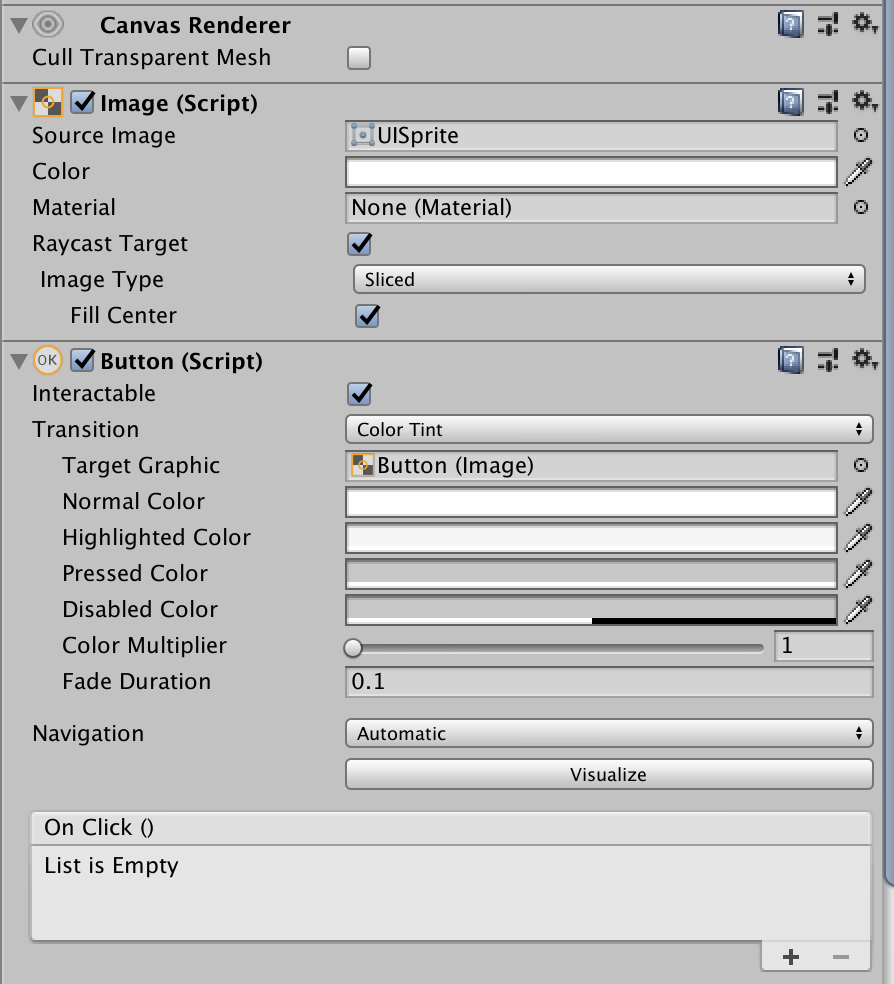 Canvas Renderer
Cull Transparent Mesh
Image (Script)
Source Image UISprite
Color
Material None (Material)
Raycast Target
Image Type Sliced
Fill Center
OK Button (Script)
Interactable
Transition Color Tint
Target Graphic Button (Image)
Normal Color
Highlighted Color
Pressed Color
Disabled Color
Color Multiplier 1
Fade Duration 0.1
Navigation Automatic
Visualize
On Click ()
List is Empty